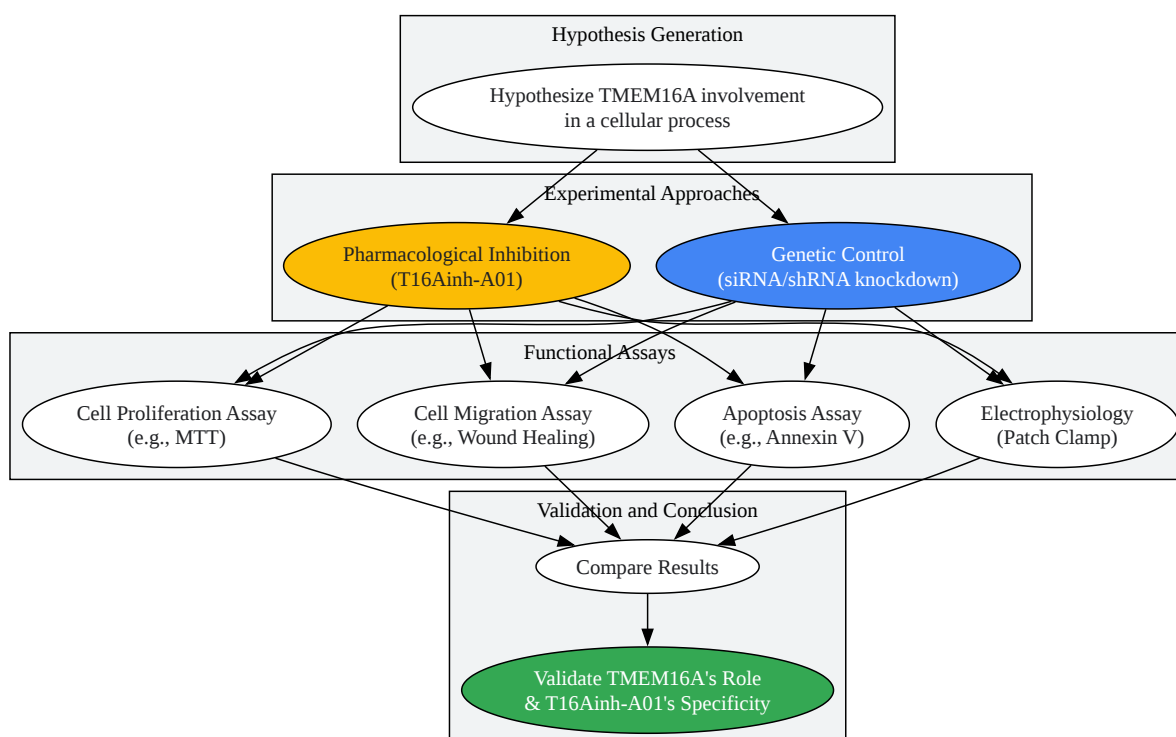 Hypothesis Generation
Hypothesize TMEM16A involvement
in a cellular process
Experimental Approaches
Pharmacological Inhibition
(T16Ainh-A01)
Genetic Control
(siRNA/shRNA knockdown)
Functional Assays
Cell Proliferation Assay
(e.g., MTT)
Cell Migration Assay
(e.g., Wound Healing)
Apoptosis Assay
(e.g., Annexin V)
Electrophysiology
(Patch Clamp)
Validation and Conclusion
Compare Results
Validate TMEM16A's Role
& T16Ainh-A01's Specificity